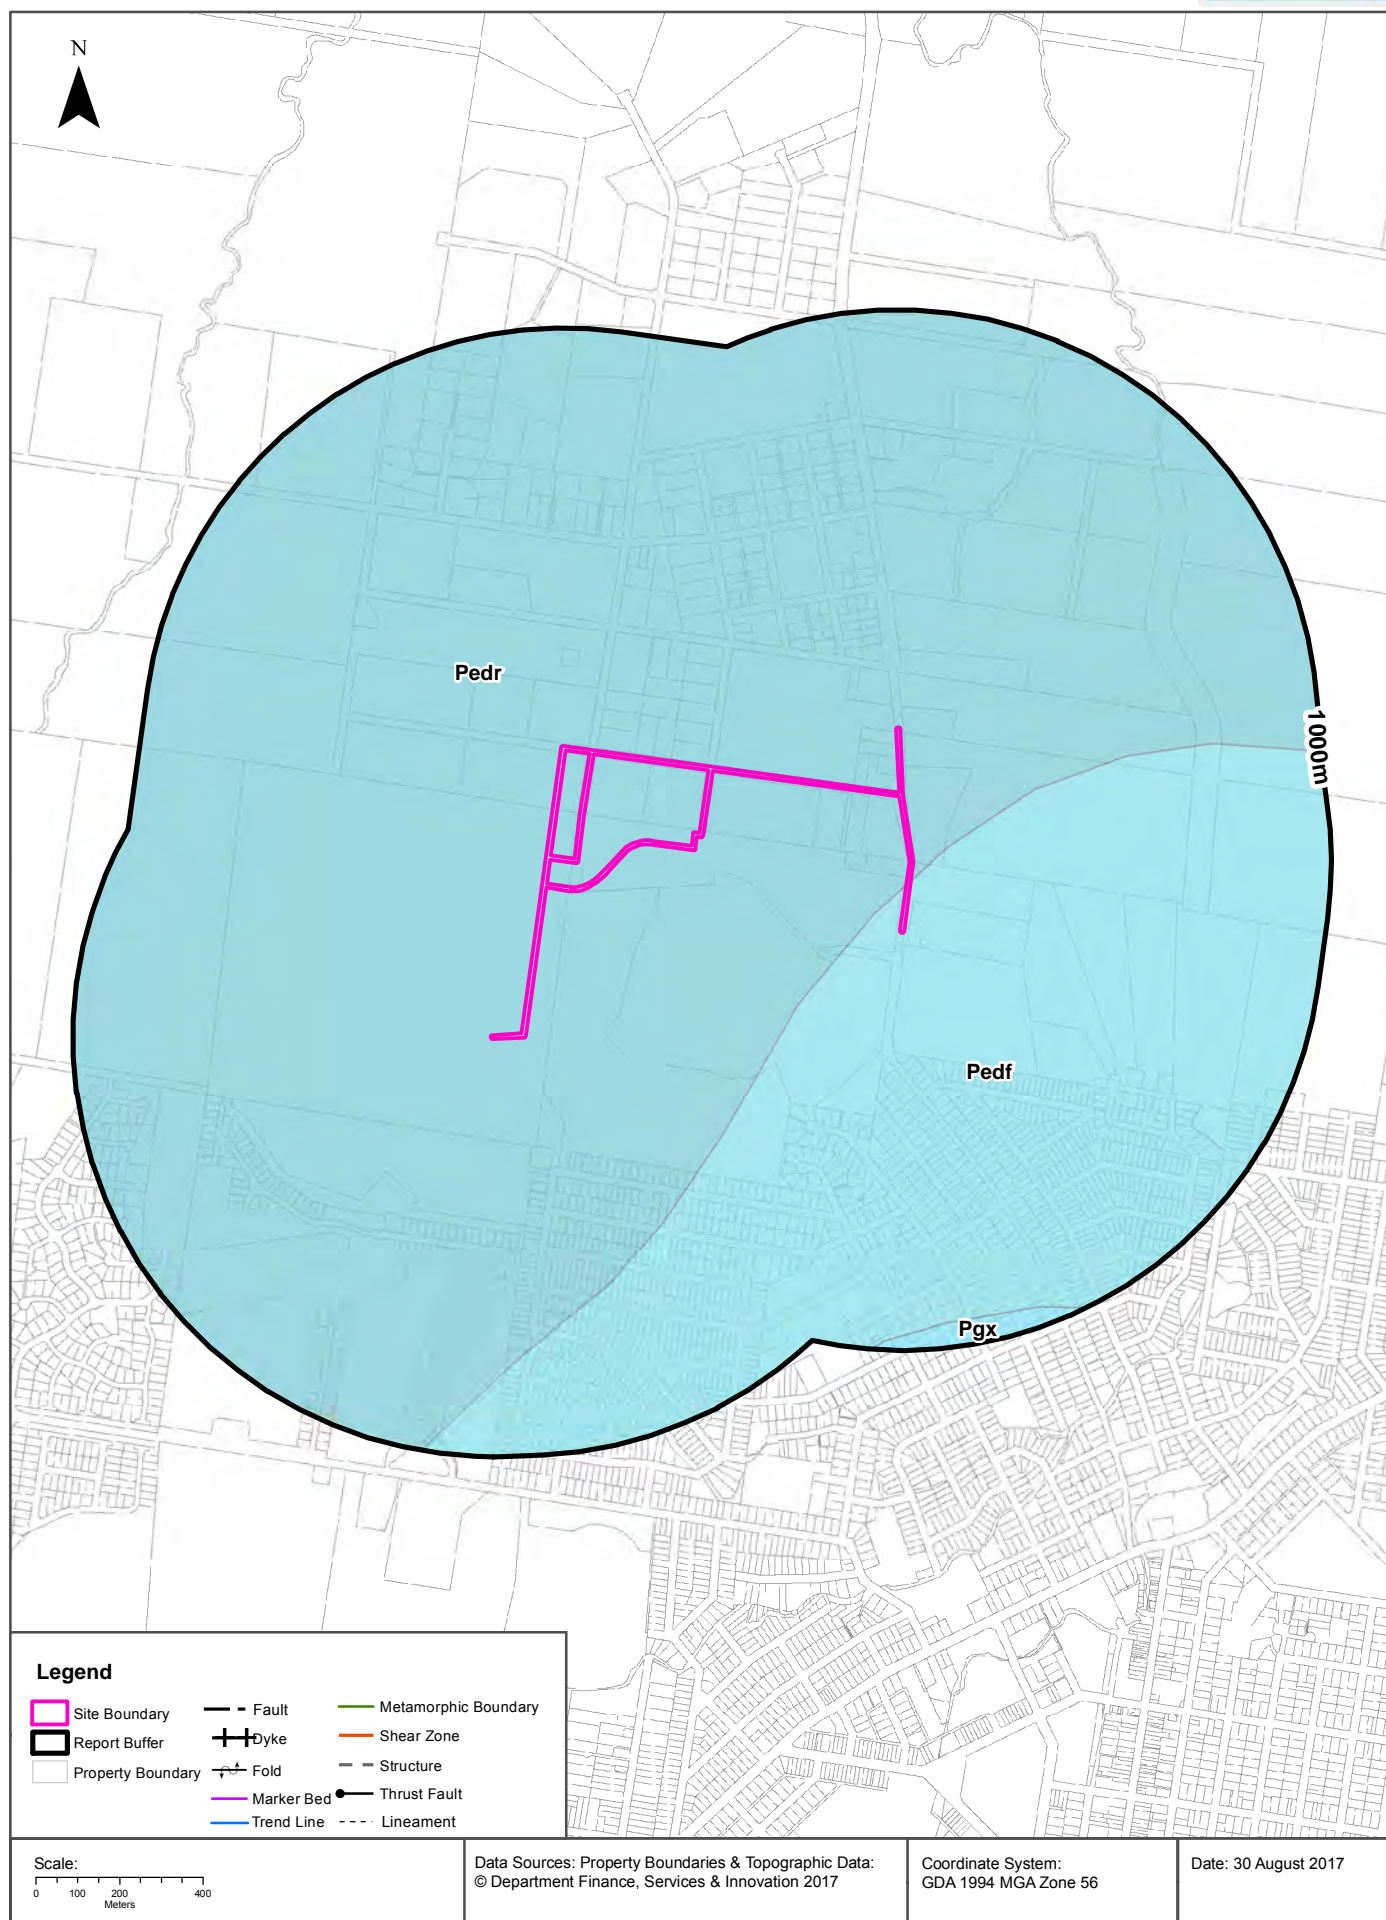 N
Pedr
1000m
Pedf
Pgx
Legend
Site Boundary
Report Buffer
Property Boundary
Fault
Dyke
Fold
Marker Bed
Trend Line
Metamorphic Boundary
Shear Zone
Structure
Thrust Fault
Lineament
Scale:
0 100 200 400
Meters
Data Sources: Property Boundaries & Topographic Data:
© Department Finance, Services & Innovation 2017
Coordinate System:
GDA 1994 MGA Zone 56
Date: 30 August 2017